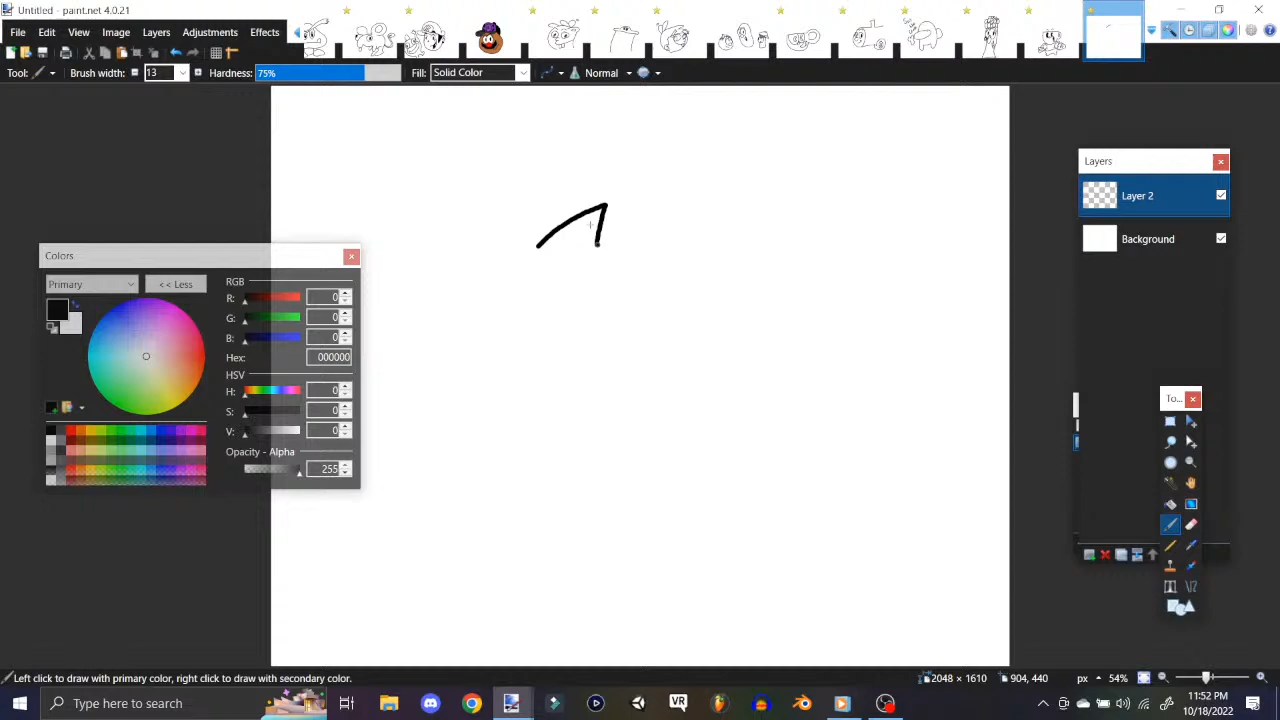 Untitled - paint.net 4.0.21
File Edit View Image Layers Adjustments Effects
Tool: Brush width: 13 Hardness: 75% Fill: Solid Color Normal
Layers
Layer 2
Background
Colors
Primary << Less
RGB
R: 0
G: 0
B: 0
Hex: 000000
HSV
H: 0
S: 0
V: 0
Opacity - Alpha
255
To...
Left click to draw with primary color, right click to draw with secondary color. 2048 × 1610 904, 440 px 54%
Type here to search VR 11:52 PM
10/18/2022